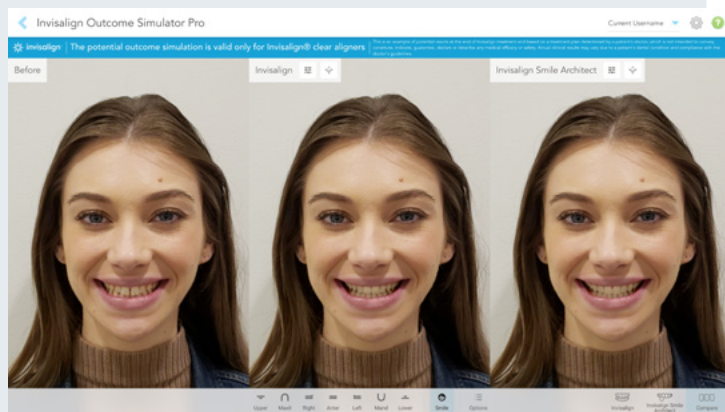 Invisalign Outcome Simulator Pro
Current Username
invisalign | The potential outcome simulation is valid only for Invisalign® clear aligners
Before
Invisalign
Invisalign Smile Architect
Upper Maxil Right Anter Left Mand Lower Smile Options Invisalign Invisalign Smile Architect Compare